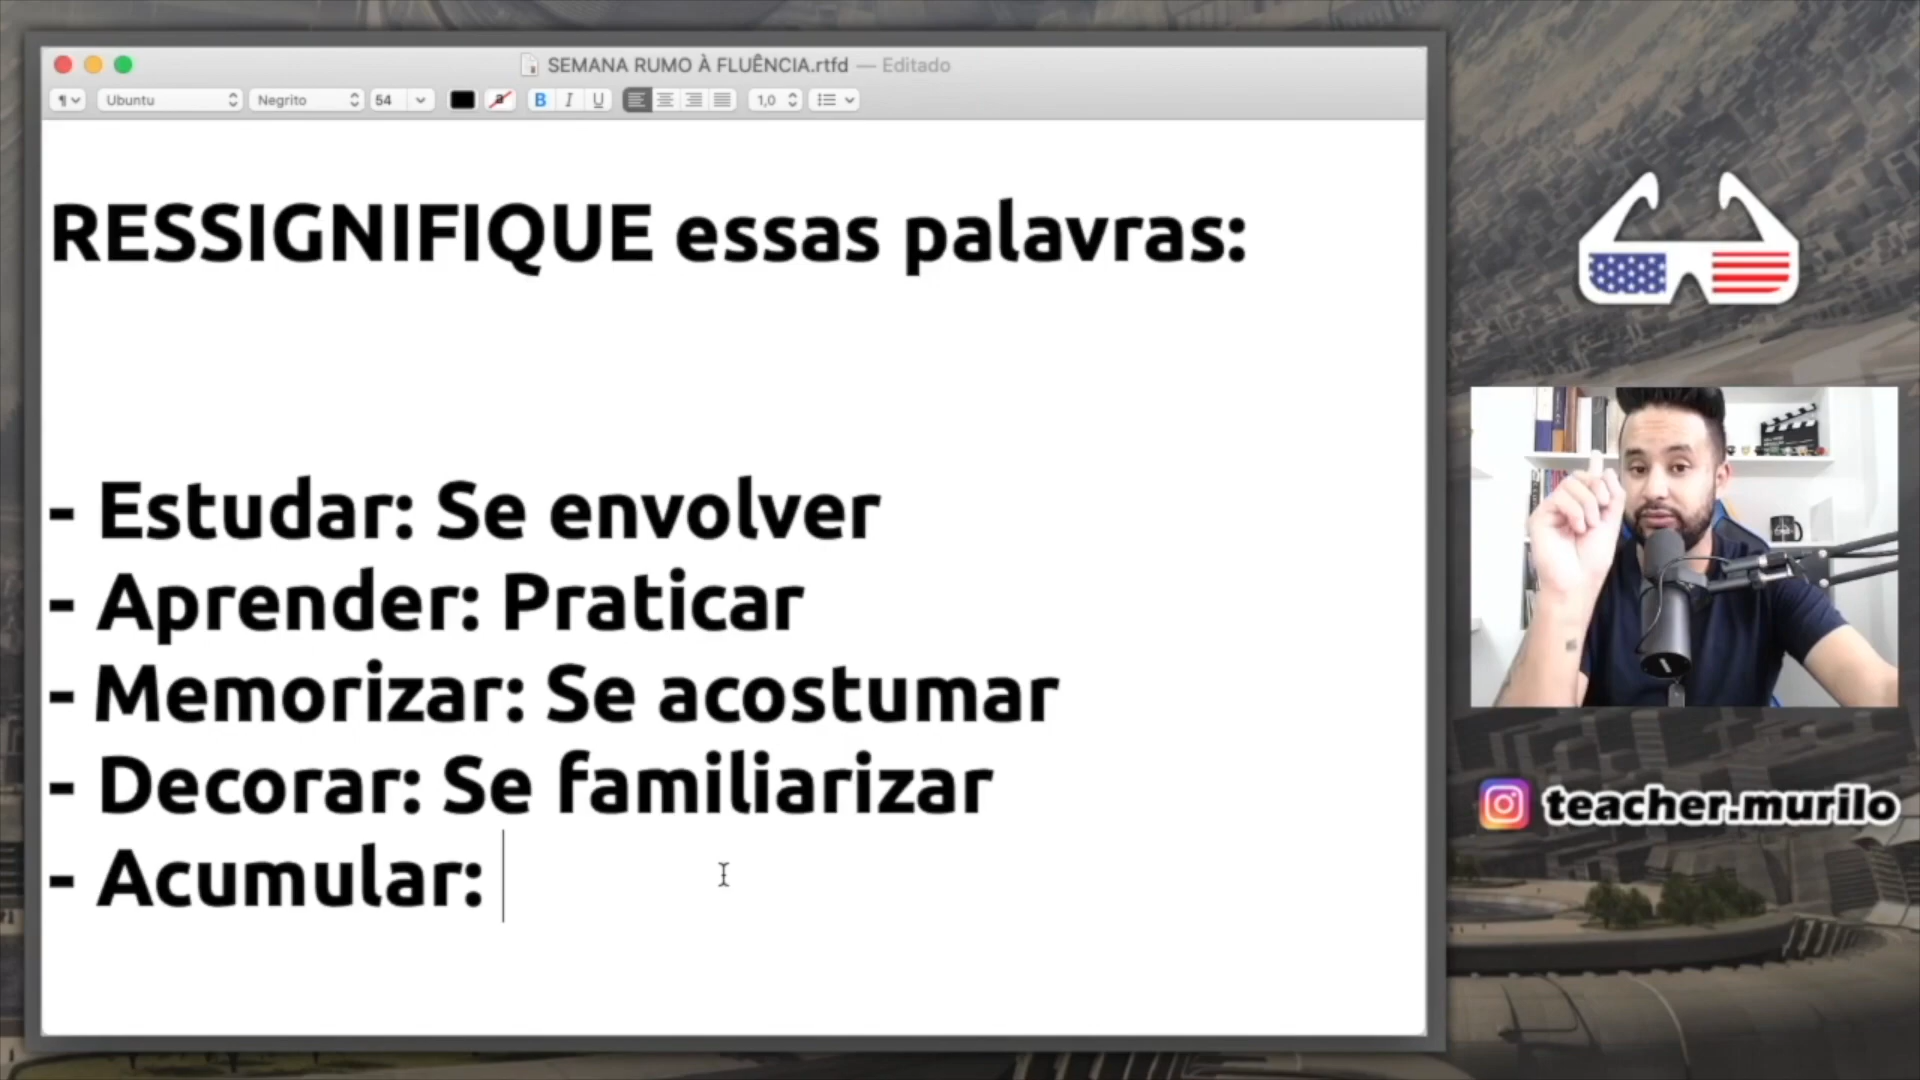 SEMANA RUMO À FLUÊNCIA.rtfd — Editado
Ubuntu Negrito 54 B I U 1,0
RESSIGNIFIQUE essas palavras:
- Estudar: Se envolver
- Aprender: Praticar
- Memorizar: Se acostumar
- Decorar: Se familiarizar
- Acumular:
teacher.murilo